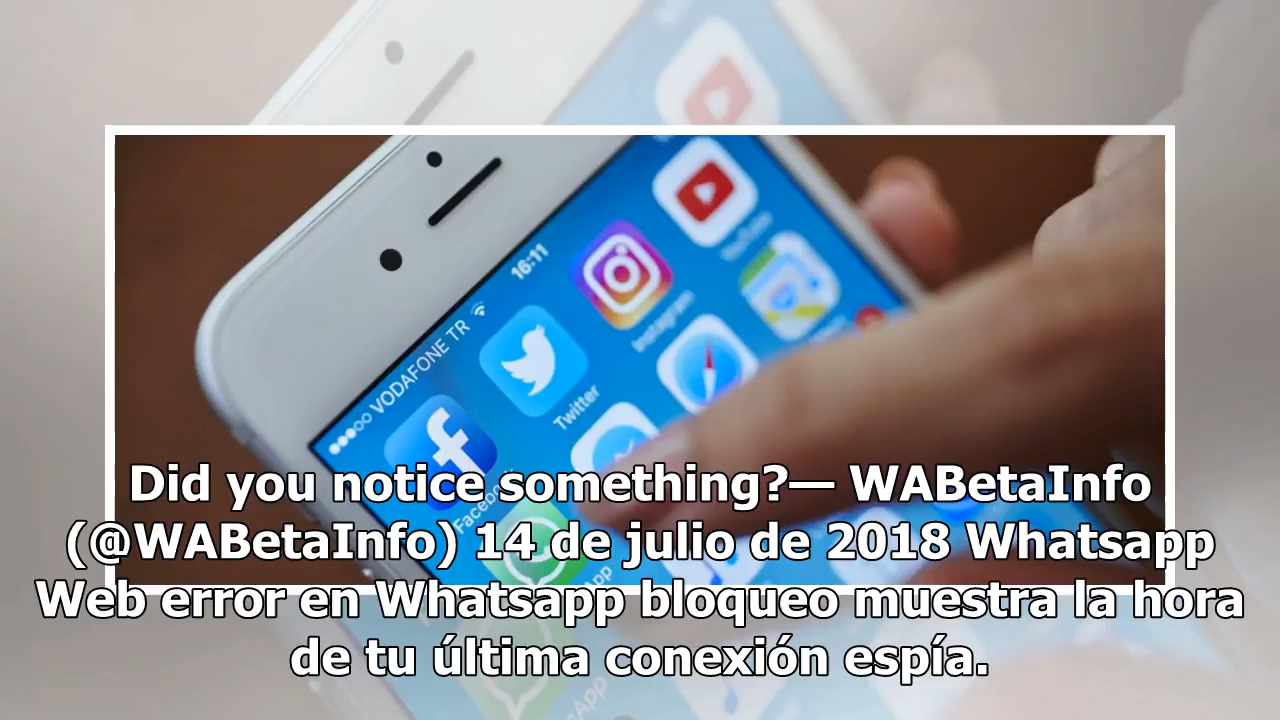 16:11
VODAFONE TR
YouTube
Instagram
Twitter
Facebook
Did you notice something?— WABetaInfo
(@WABetaInfo) 14 de julio de 2018 Whatsapp
Web error en Whatsapp bloqueo muestra la hora
de tu última conexión espía.